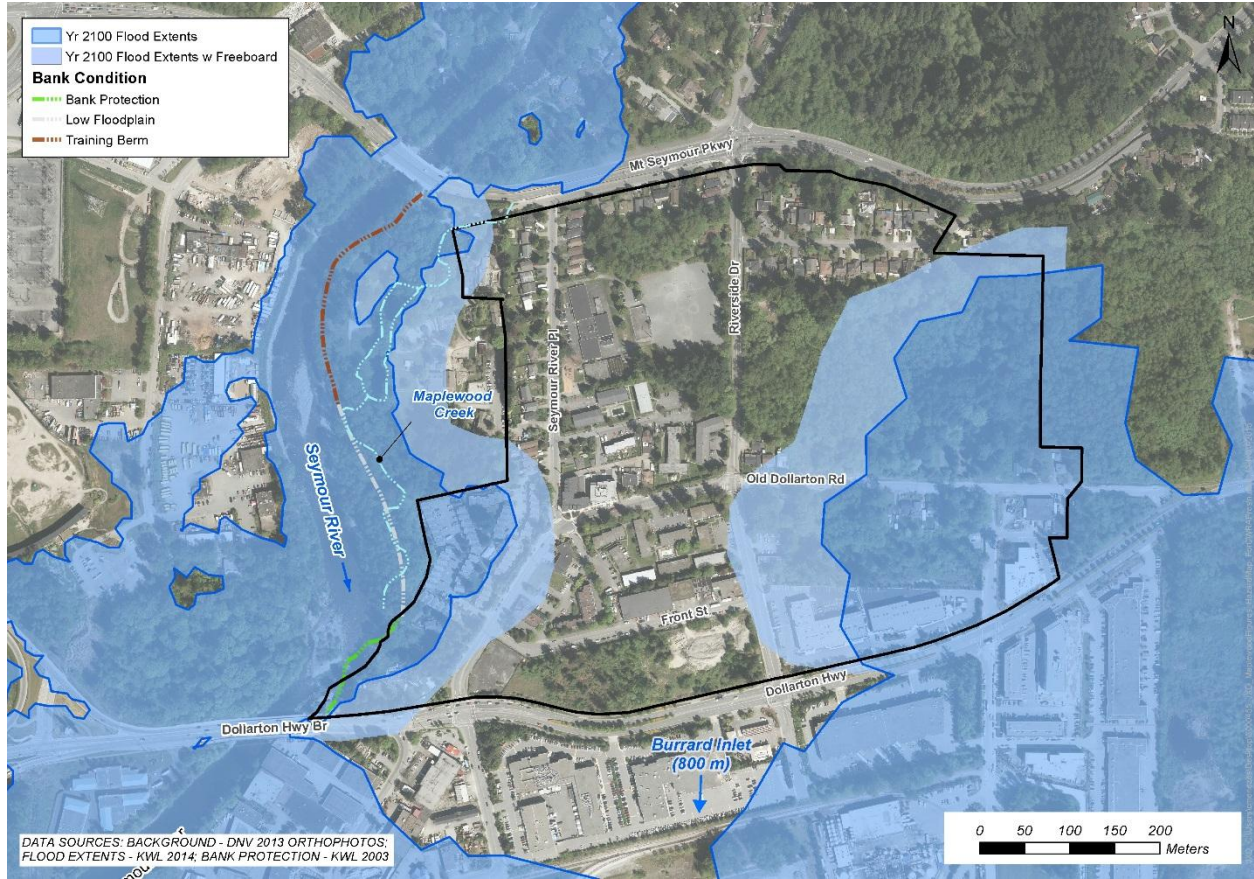 Yr 2100 Flood Extents
Yr 2100 Flood Extents w Freeboard
Bank Condition
Bank Protection
Low Floodplain
Training Berm
N
Mt Seymour Pkwy
Riverside Dr
Seymour River Pl
Maplewood
Creek
Seymour River
Old Dollarton Rd
Front St
Dollarton Hwy
Dollarton Hwy Br
Burrard Inlet
(800 m)
DATA SOURCES: BACKGROUND - DNV 2013 ORTHOPHOTOS;
FLOOD EXTENTS - KWL 2014; BANK PROTECTION - KWL 2003
0 50 100 150 200
Meters